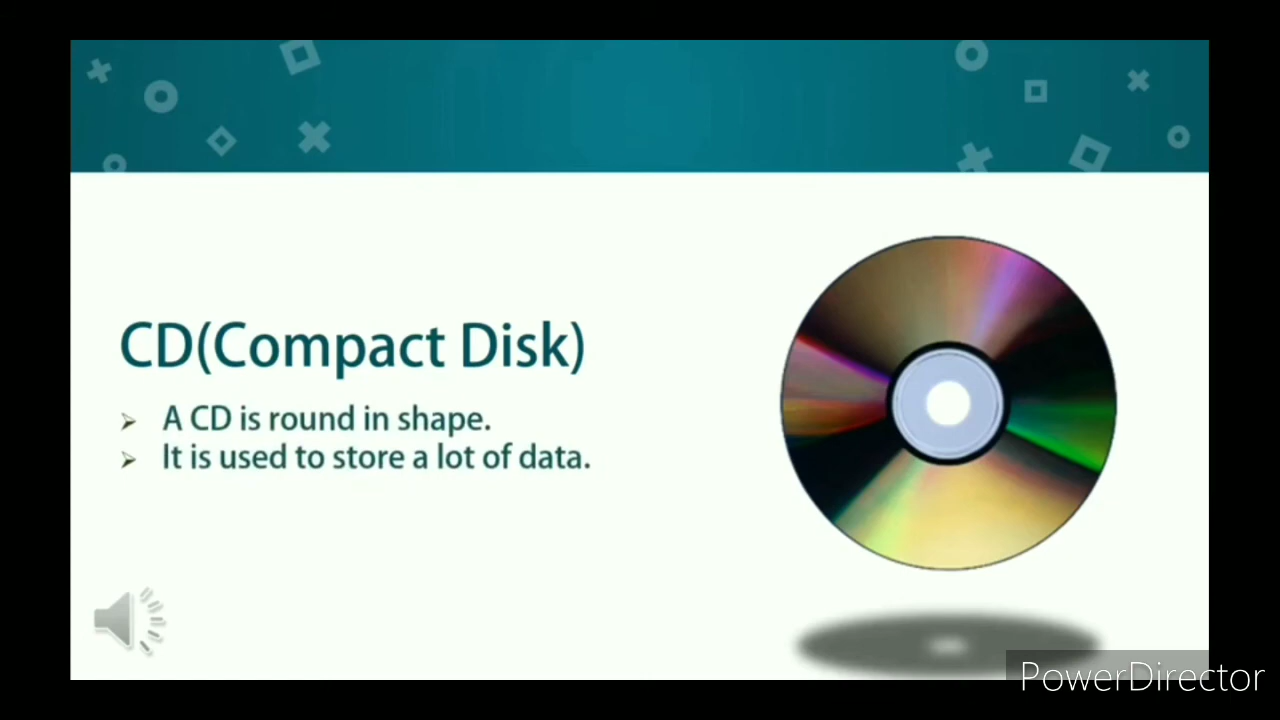 CD(Compact Disk)
A CD is round in shape.
It is used to store a lot of data.
PowerDirector